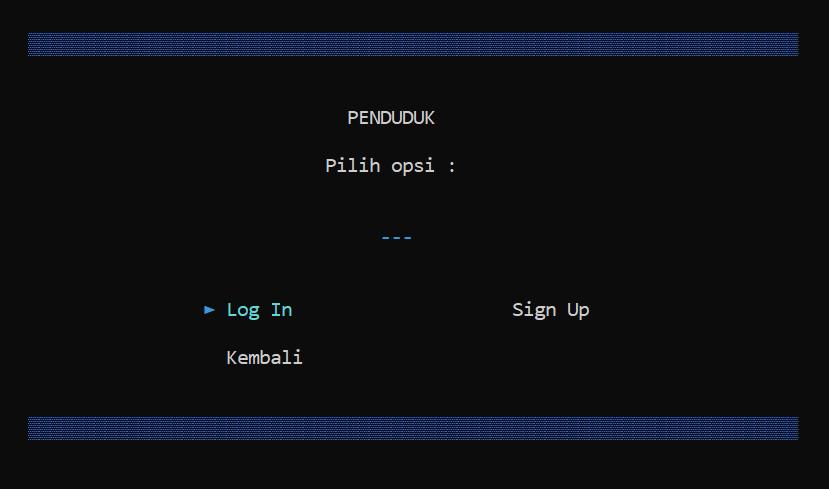 PENDUDUK
Pilih opsi :
---
► Log In Sign Up
Kembali